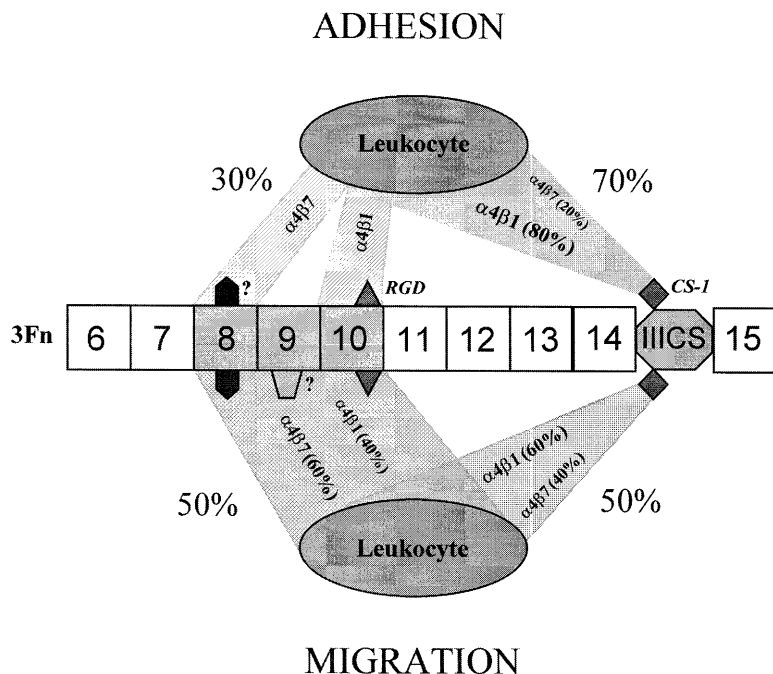 ADHESION
Leukocyte
30%
70%
α4β7
α4β1
α4β7 (20%)
α4β1 (80%)
?
RGD
CS-1
3Fn 6 7 8 9 10 11 12 13 14 IIICS 15
?
α4β7 (60%)
α4β1 (40%)
α4β1 (60%)
α4β7 (40%)
50%
50%
Leukocyte
MIGRATION